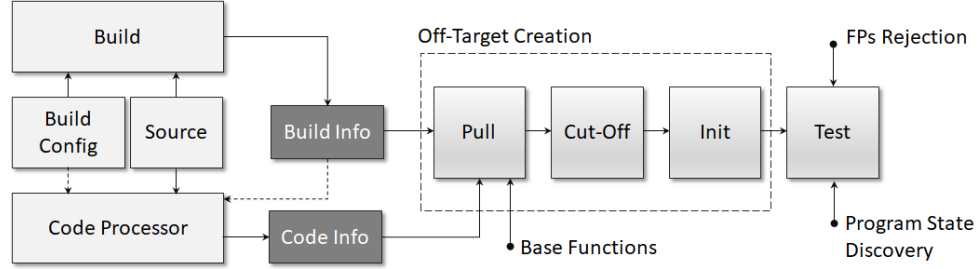 Build
Build
Config
Source
Code Processor
Build Info
Code Info
Off-Target Creation
Pull
Cut-Off
Init
Base Functions
FPs Rejection
Test
Program State
Discovery